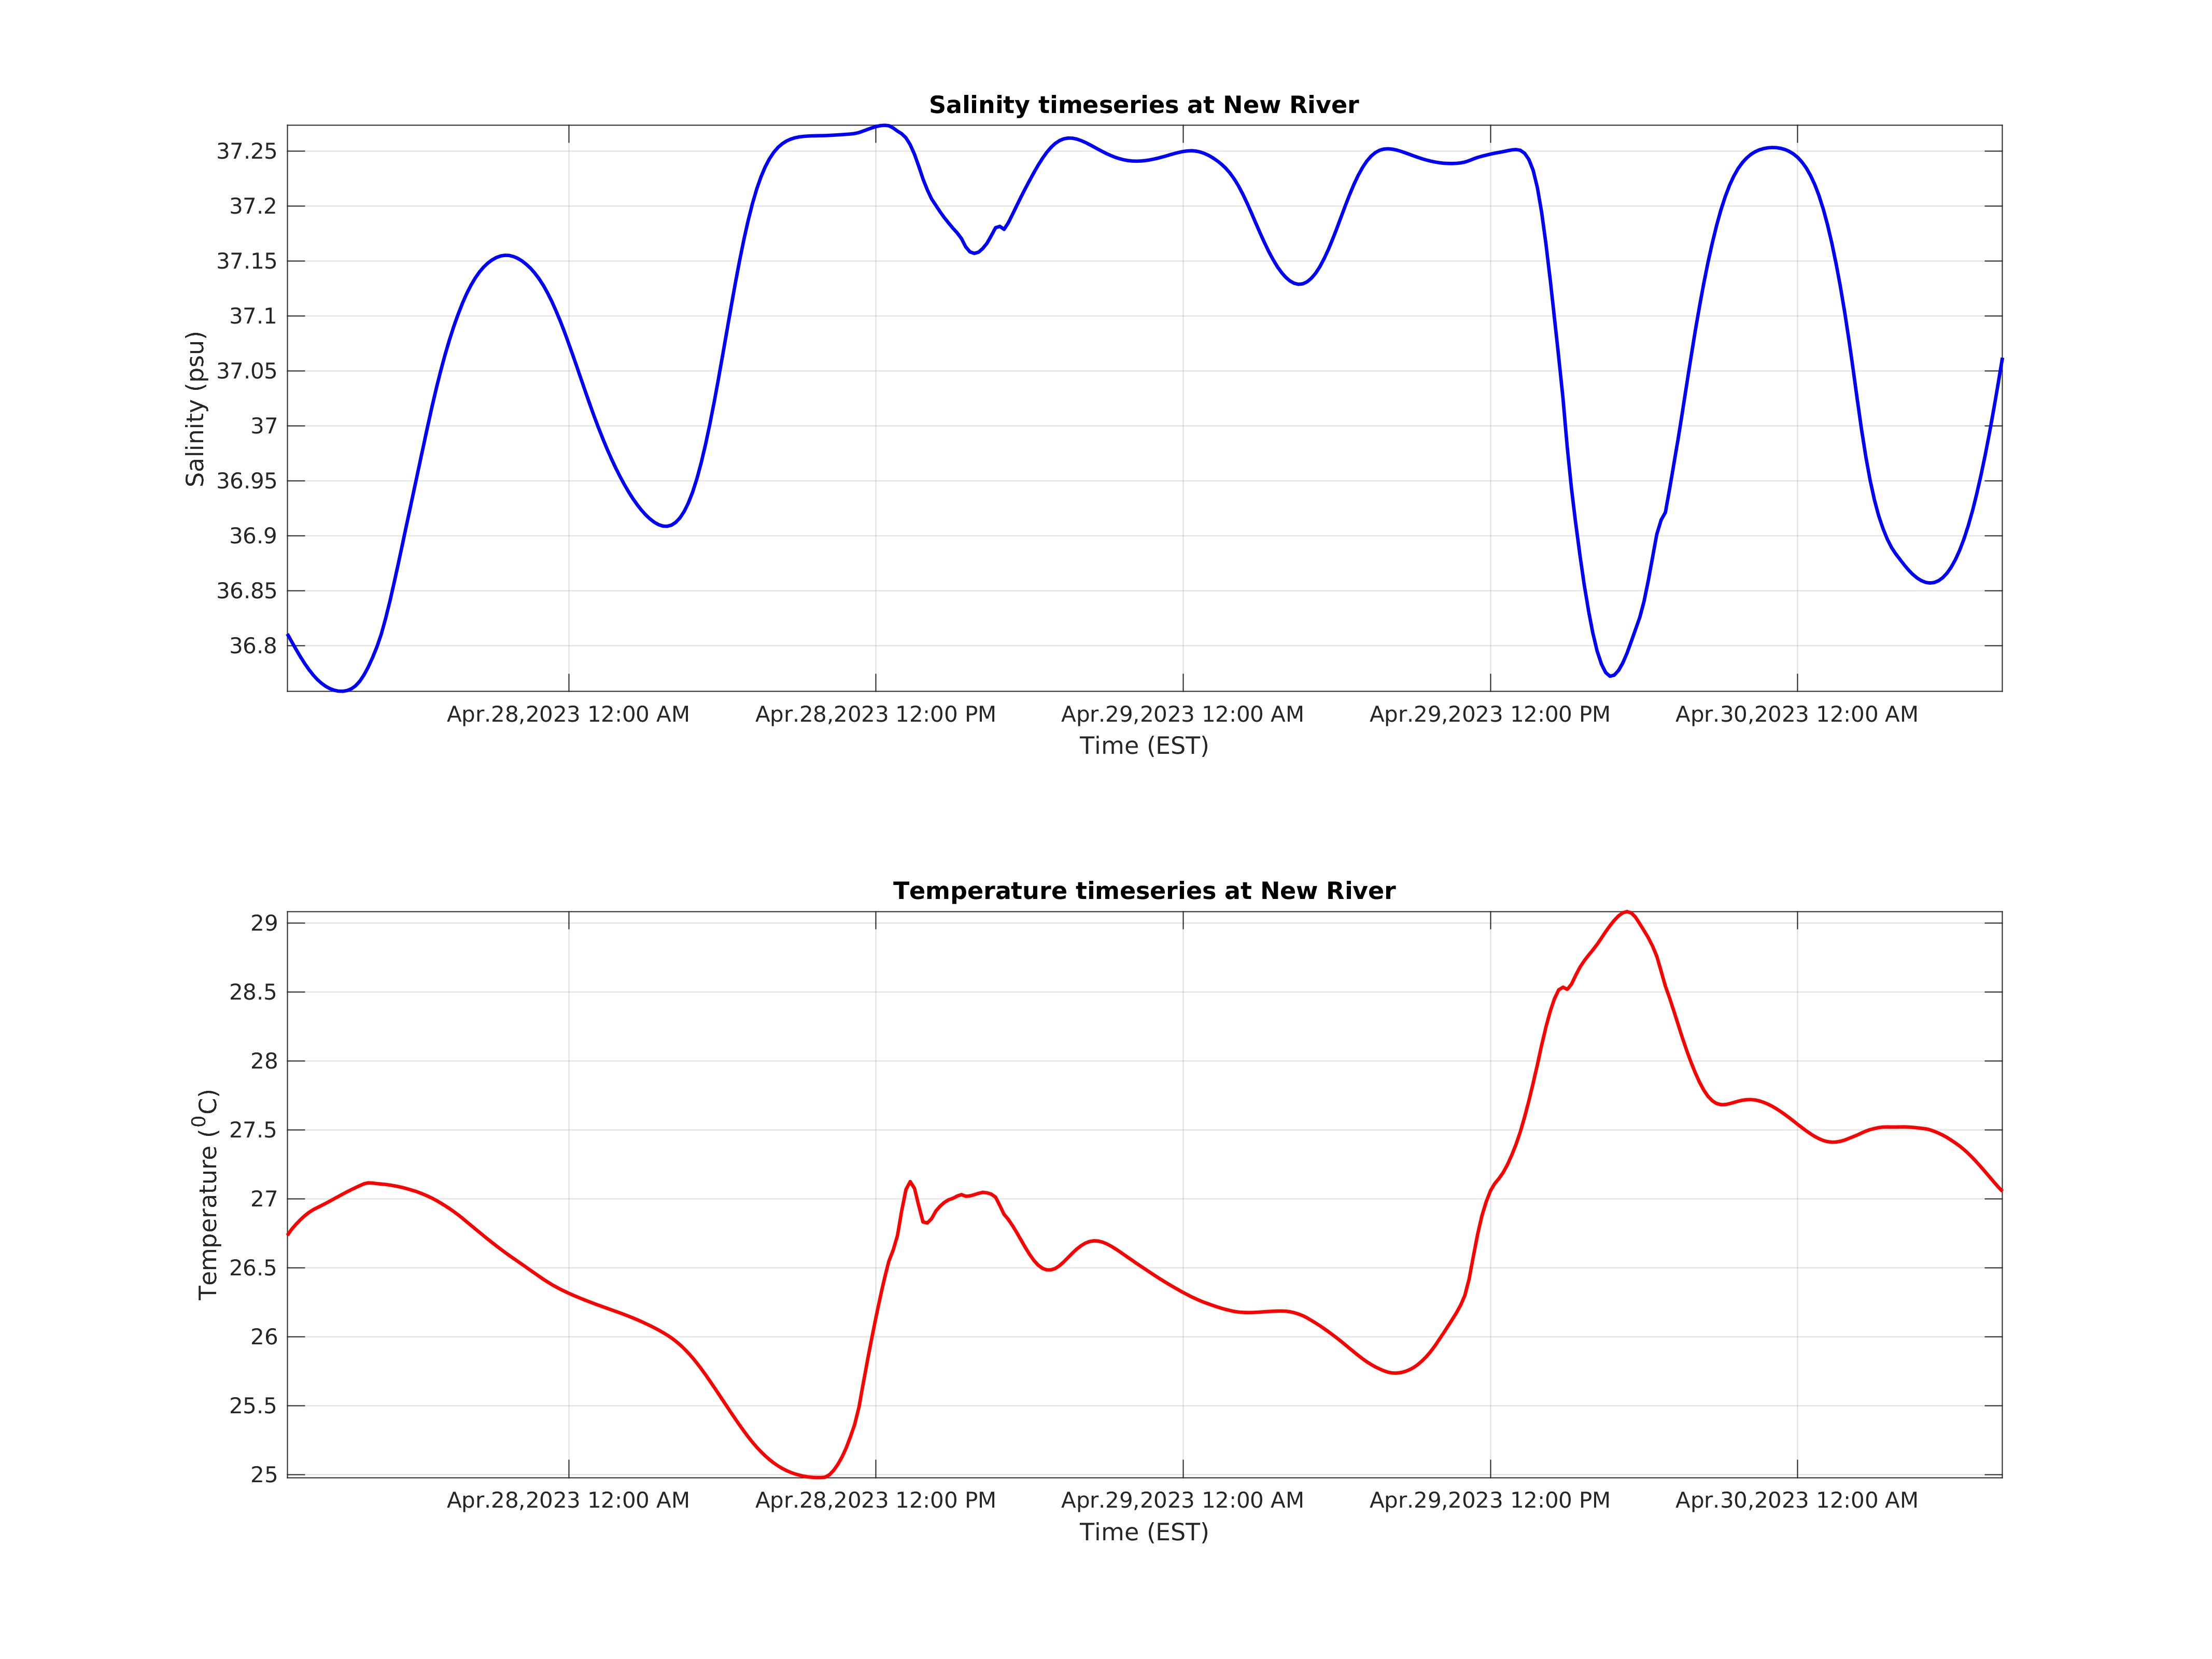 Salinity timeseries at New River
37.25
37.2
37.15
37.1
37.05
37
36.95
36.9
36.85
36.8
Salinity (psu)
Apr.28,2023 12:00 AM Apr.28,2023 12:00 PM Apr.29,2023 12:00 AM Apr.29,2023 12:00 PM Apr.30,2023 12:00 AM
Time (EST)
Temperature timeseries at New River
29
28.5
28
27.5
27
26.5
26
25.5
25
Temperature (⁰C)
Apr.28,2023 12:00 AM Apr.28,2023 12:00 PM Apr.29,2023 12:00 AM Apr.29,2023 12:00 PM Apr.30,2023 12:00 AM
Time (EST)